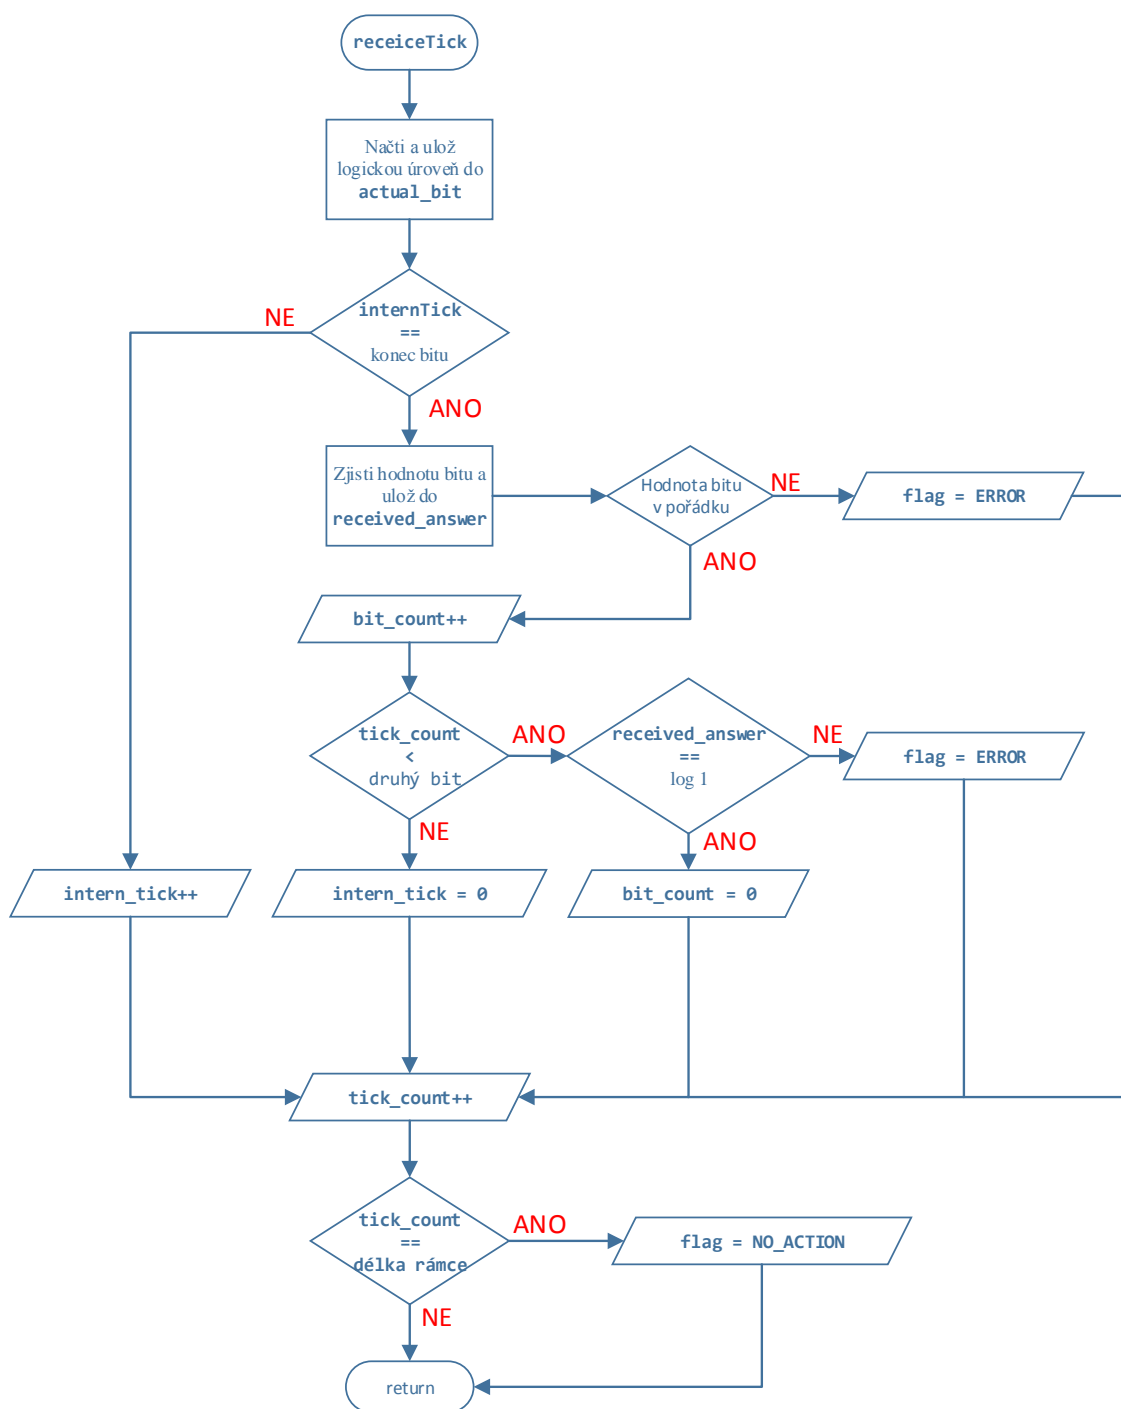 receiceTick
Načti a ulož
logickou úroveň do
actual_bit
internTick
==
konec bitu
NE
ANO
Zjisti hodnotu bitu a
ulož do
received_answer
Hodnota bitu
v pořádku
NE
flag = ERROR
ANO
bit_count++
tick_count
<
druhý bit
ANO
received_answer
==
log 1
NE
flag = ERROR
NE
ANO
intern_tick++
intern_tick = 0
bit_count = 0
tick_count++
tick_count
==
délka rámce
ANO
flag = NO_ACTION
NE
return